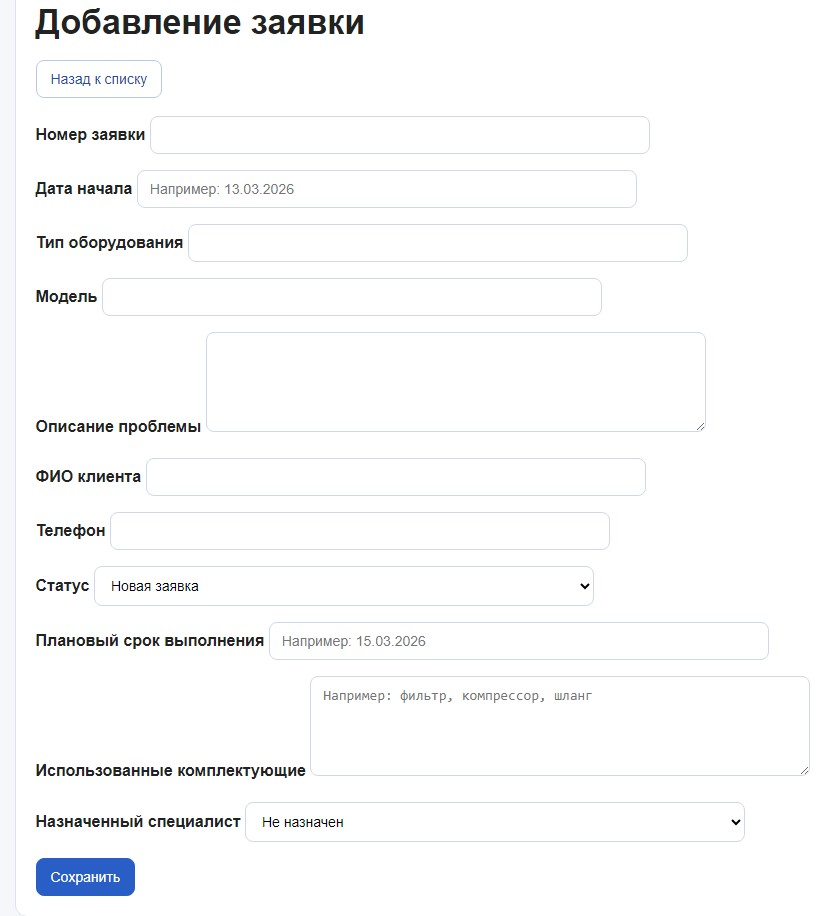 Добавление заявки
Назад к списку
Номер заявки
Дата начала Например: 13.03.2026
Тип оборудования
Модель
Описание проблемы
ФИО клиента
Телефон
Статус Новая заявка
Плановый срок выполнения Например: 15.03.2026
Например: фильтр, компрессор, шланг
Использованные комплектующие
Назначенный специалист Не назначен
Сохранить